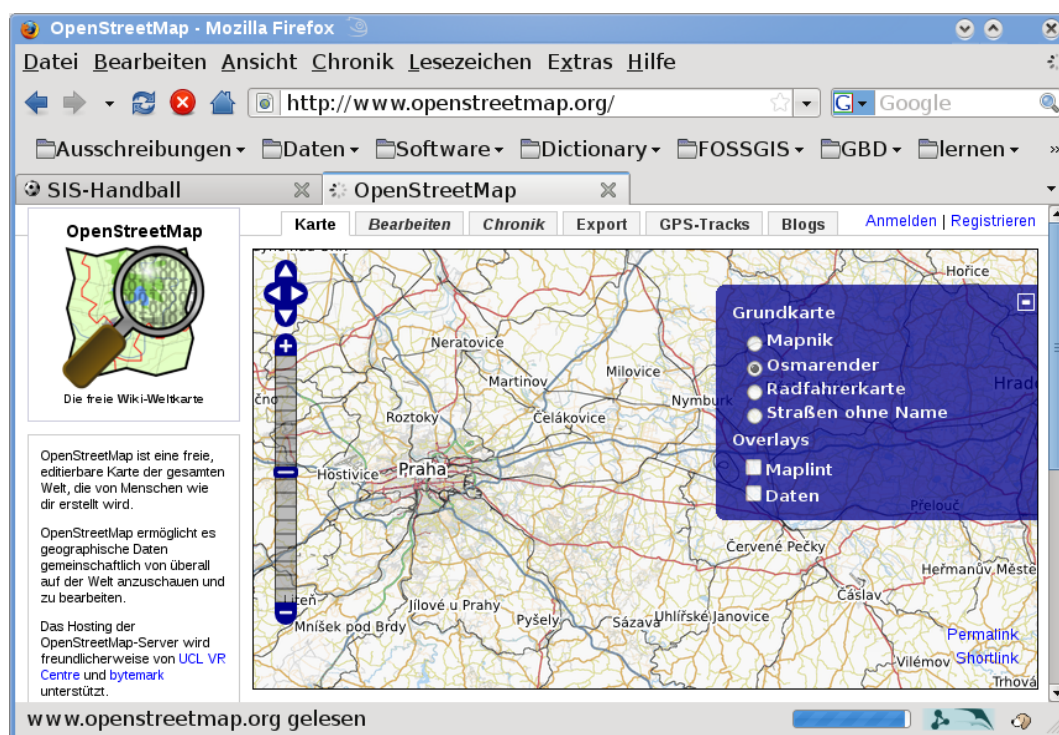 OpenStreetMap - Mozilla Firefox
Datei Bearbeiten Ansicht Chronik Lesezeichen Extras Hilfe
http://www.openstreetmap.org/ G Google
Ausschreibungen Daten Software Dictionary FOSSGIS GBD lernen »
SIS-Handball OpenStreetMap
Karte Bearbeiten Chronik Export GPS-Tracks Blogs Anmelden | Registrieren
OpenStreetMap
Die freie Wiki-Weltkarte
OpenStreetMap ist eine freie,
editierbare Karte der gesamten
Welt, die von Menschen wie
dir erstellt wird.
OpenStreetMap ermöglicht es
geographische Daten
gemeinschaftlich von überall
auf der Welt anzuschauen und
zu bearbeiten.
Das Hosting der
OpenStreetMap-Server wird
freundlicherweise von UCL VR
Centre und bytemark
unterstützt.
Hořice
Neratovice
Milovice
Martinov
Nymburk
Roztoky
Čelákovice
Hostivice
Praha
Přelouč
Červené Pečky
Heřmanův Měste
Čáslav
Jílové u Prahy
Pyšely
Sázava
Uhlířské Janovice
Mníšek pod Brdy
Vilémov
Trhová
Grundkarte
Mapnik
Osmarender
Radfahrerkarte
Straßen ohne Name
Overlays
Maplint
Daten
Permalink
Shortlink
www.openstreetmap.org gelesen